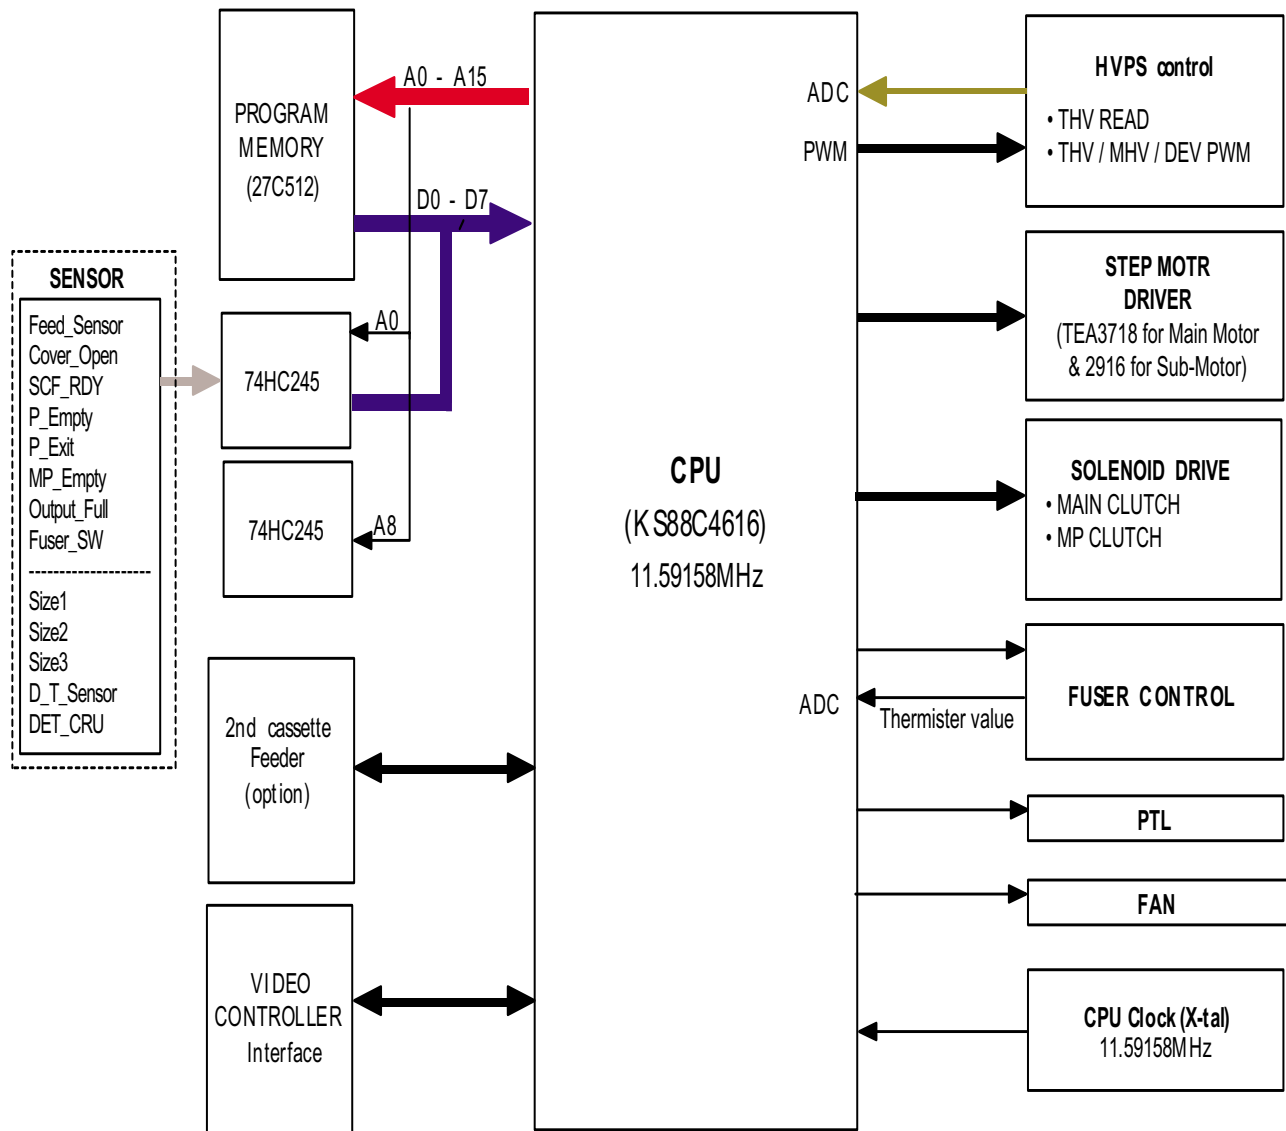 PROGRAM
MEMORY
(27C512)
A0 - A15
D0 - D7
SENSOR
Feed_Sensor
Cover_Open
SCF_RDY
P_Empty
P_Exit
MP_Empty
Output_Full
Fuser_SW
Size1
Size2
Size3
D_T_Sensor
DET_CRU
74HC245
A0
74HC245
A8
2nd cassette
Feeder
(option)
VIDEO
CONTROLLER
Interface
CPU
(KS88C4616)
11.59158MHz
ADC
PWM
ADC
HVPS control
• THV READ
• THV / MHV / DEV PWM
STEP MOTR
DRIVER
(TEA3718 for Main Motor
& 2916 for Sub-Motor)
SOLENOID DRIVE
• MAIN CLUTCH
• MP CLUTCH
Thermister value
FUSER CONTROL
PTL
FAN
CPU Clock (X-tal)
11.59158MHz